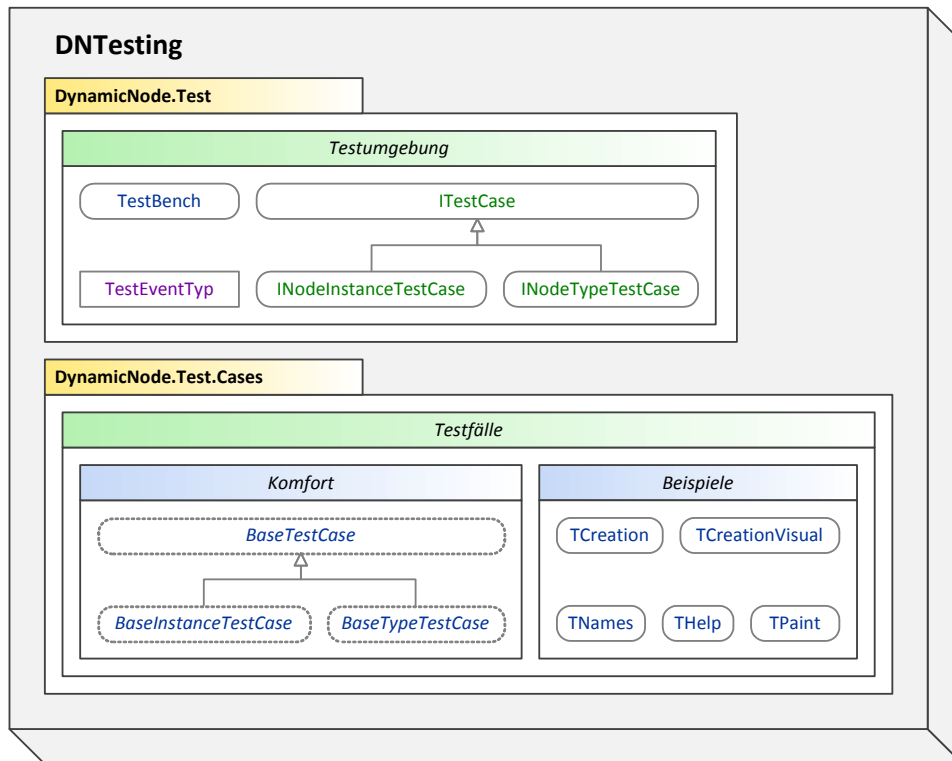 DNTesting
DynamicNode.Test
Testumgebung
TestBench
ITestCase
TestEventTyp
INodeInstanceTestCase
INodeTypeTestCase
DynamicNode.Test.Cases
Testfälle
Komfort
BaseTestCase
BaseInstanceTestCase
BaseTypeTestCase
Beispiele
TCreation
TCreationVisual
TNames
THelp
TPaint